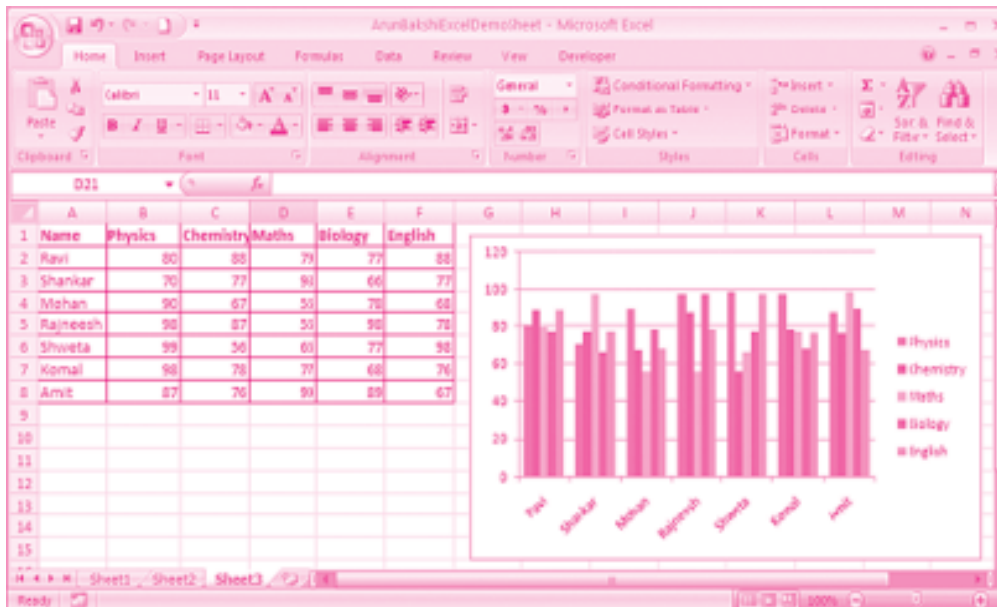 ArunBakshiExcelDemoSheet - Microsoft Excel
Home Insert Page Layout Formulas Data Review View Developer
Calibri 11 General Conditional Formatting Insert Σ
Paste B I U A $ % Format as Table Delete Sort & Find &
Cell Styles Format Filter Select
Clipboard Font Alignment Number Styles Cells Editing
D21 fx
A B C D E F G H I J K L M N
1 Name Physics Chemistry Maths Biology English
2 Ravi 80 88 79 77 88
3 Shankar 70 77 66 77
4 Mohan 90 67 56 78 68
5 Rajneesh 98 87 56 98 78
6 Shweta 99 56 77 98
7 Komal 98 78 77 68 76
8 Amit 87 76 99 89 67
9
10
11
12
13
14
15
120
100
80
60
40
20
0
Ravi Shankar Mohan Rajneesh Shweta Komal Amit
Physics
Chemistry
Maths
Biology
English
Sheet1 Sheet2 Sheet3
Ready 100%